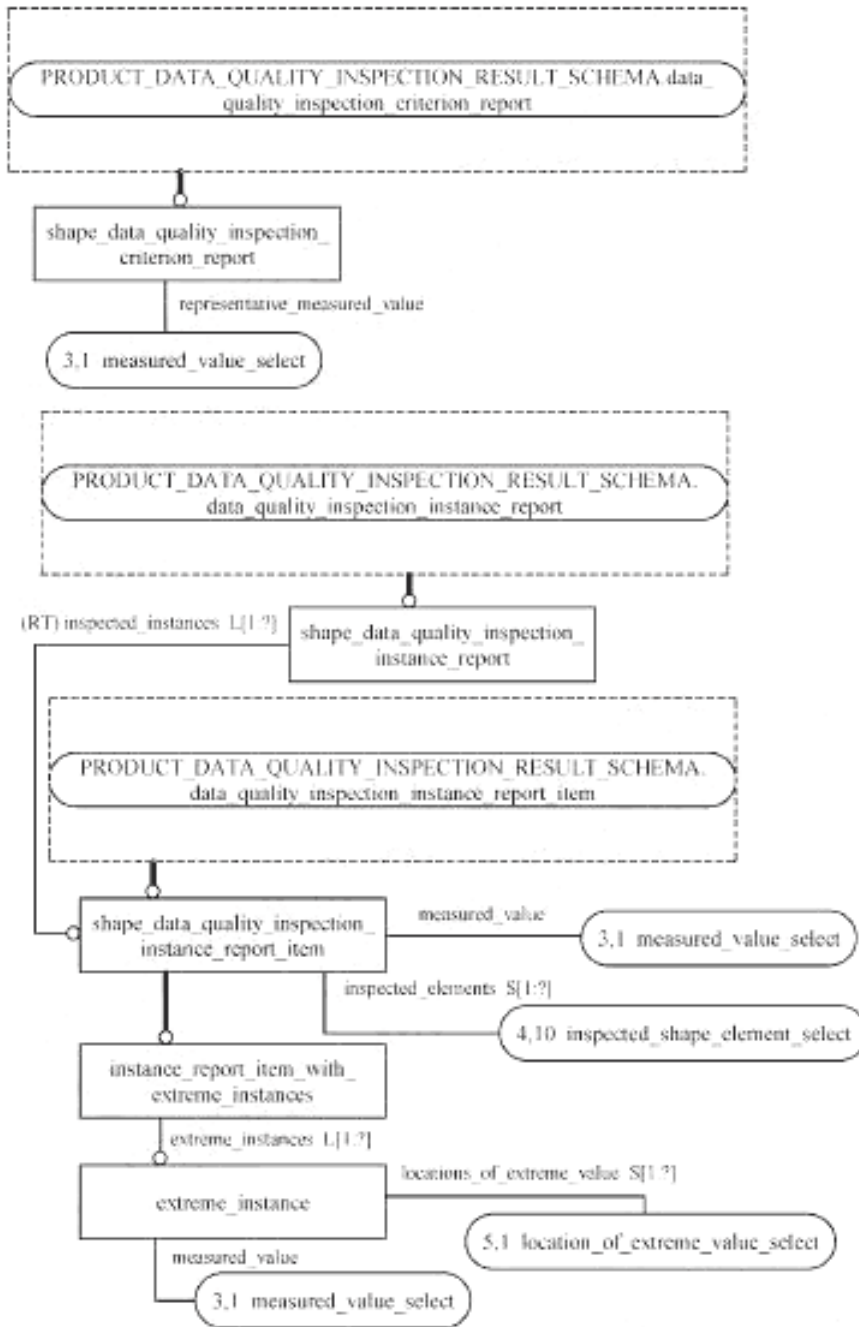 PRODUCT_DATA_QUALITY_INSPECTION_RESULT_SCHEMA.data_
quality_inspection_criterion_report
shape_data_quality_inspection_
criterion_report
representative_measured_value
3,1 measured_value_select
PRODUCT_DATA_QUALITY_INSPECTION_RESULT_SCHEMA.
data_quality_inspection_instance_report
(RT) inspected_instances L[1:?]
shape_data_quality_inspection_
instance_report
PRODUCT_DATA_QUALITY_INSPECTION_RESULT_SCHEMA.
data_quality_inspection_instance_report_item
shape_data_quality_inspection_
instance_report_item
measured_value
3,1 measured_value_select
inspected_elements S[1:?]
4,10 inspected_shape_element_select
instance_report_item_with_
extreme_instances
extreme_instances L[1:?]
locations_of_extreme_value S[1:?]
extreme_instance
5,1 location_of_extreme_value_select
measured_value
3,1 measured_value_select